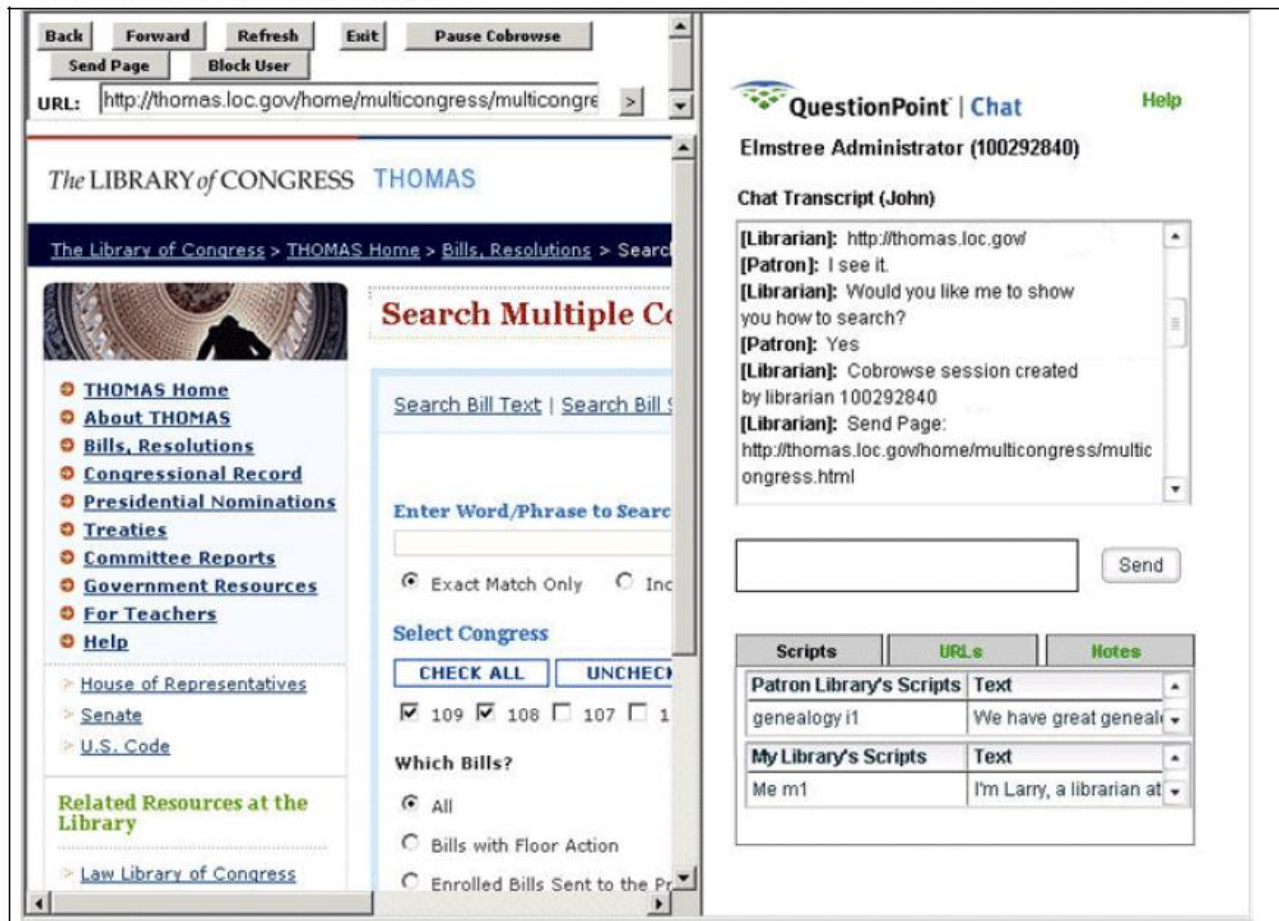 Back Forward Refresh Exit Pause Cobrowse
Send Page Block User
URL: http://thomas.loc.gov/home/multicongress/multicongre >
The LIBRARY of CONGRESS THOMAS
The Library of Congress > THOMAS Home > Bills, Resolutions > Searc
Search Multiple Co
THOMAS Home
About THOMAS
Bills, Resolutions
Congressional Record
Presidential Nominations
Treaties
Committee Reports
Government Resources
For Teachers
Help
House of Representatives
Senate
U.S. Code
Related Resources at the
Library
Law Library of Congress
Search Bill Text | Search Bill S
Enter Word/Phrase to Searc
Exact Match Only Inc
Select Congress
CHECK ALL UNCHECK
109 108 107 1
Which Bills?
All
Bills with Floor Action
Enrolled Bills Sent to the Pr
QuestionPoint | Chat Help
Elmstree Administrator (100292840)
Chat Transcript (John)
[Librarian]: http://thomas.loc.gov/
[Patron]: I see it.
[Librarian]: Would you like me to show
you how to search?
[Patron]: Yes
[Librarian]: Cobrowse session created
by librarian 100292840
[Librarian]: Send Page:
http://thomas.loc.gov/home/multicongress/multic
ongress.html
Send
Scripts URLs Notes
Patron Library's Scripts Text
genealogy i1 We have great geneal
My Library's Scripts Text
Me m1 I'm Larry, a librarian at